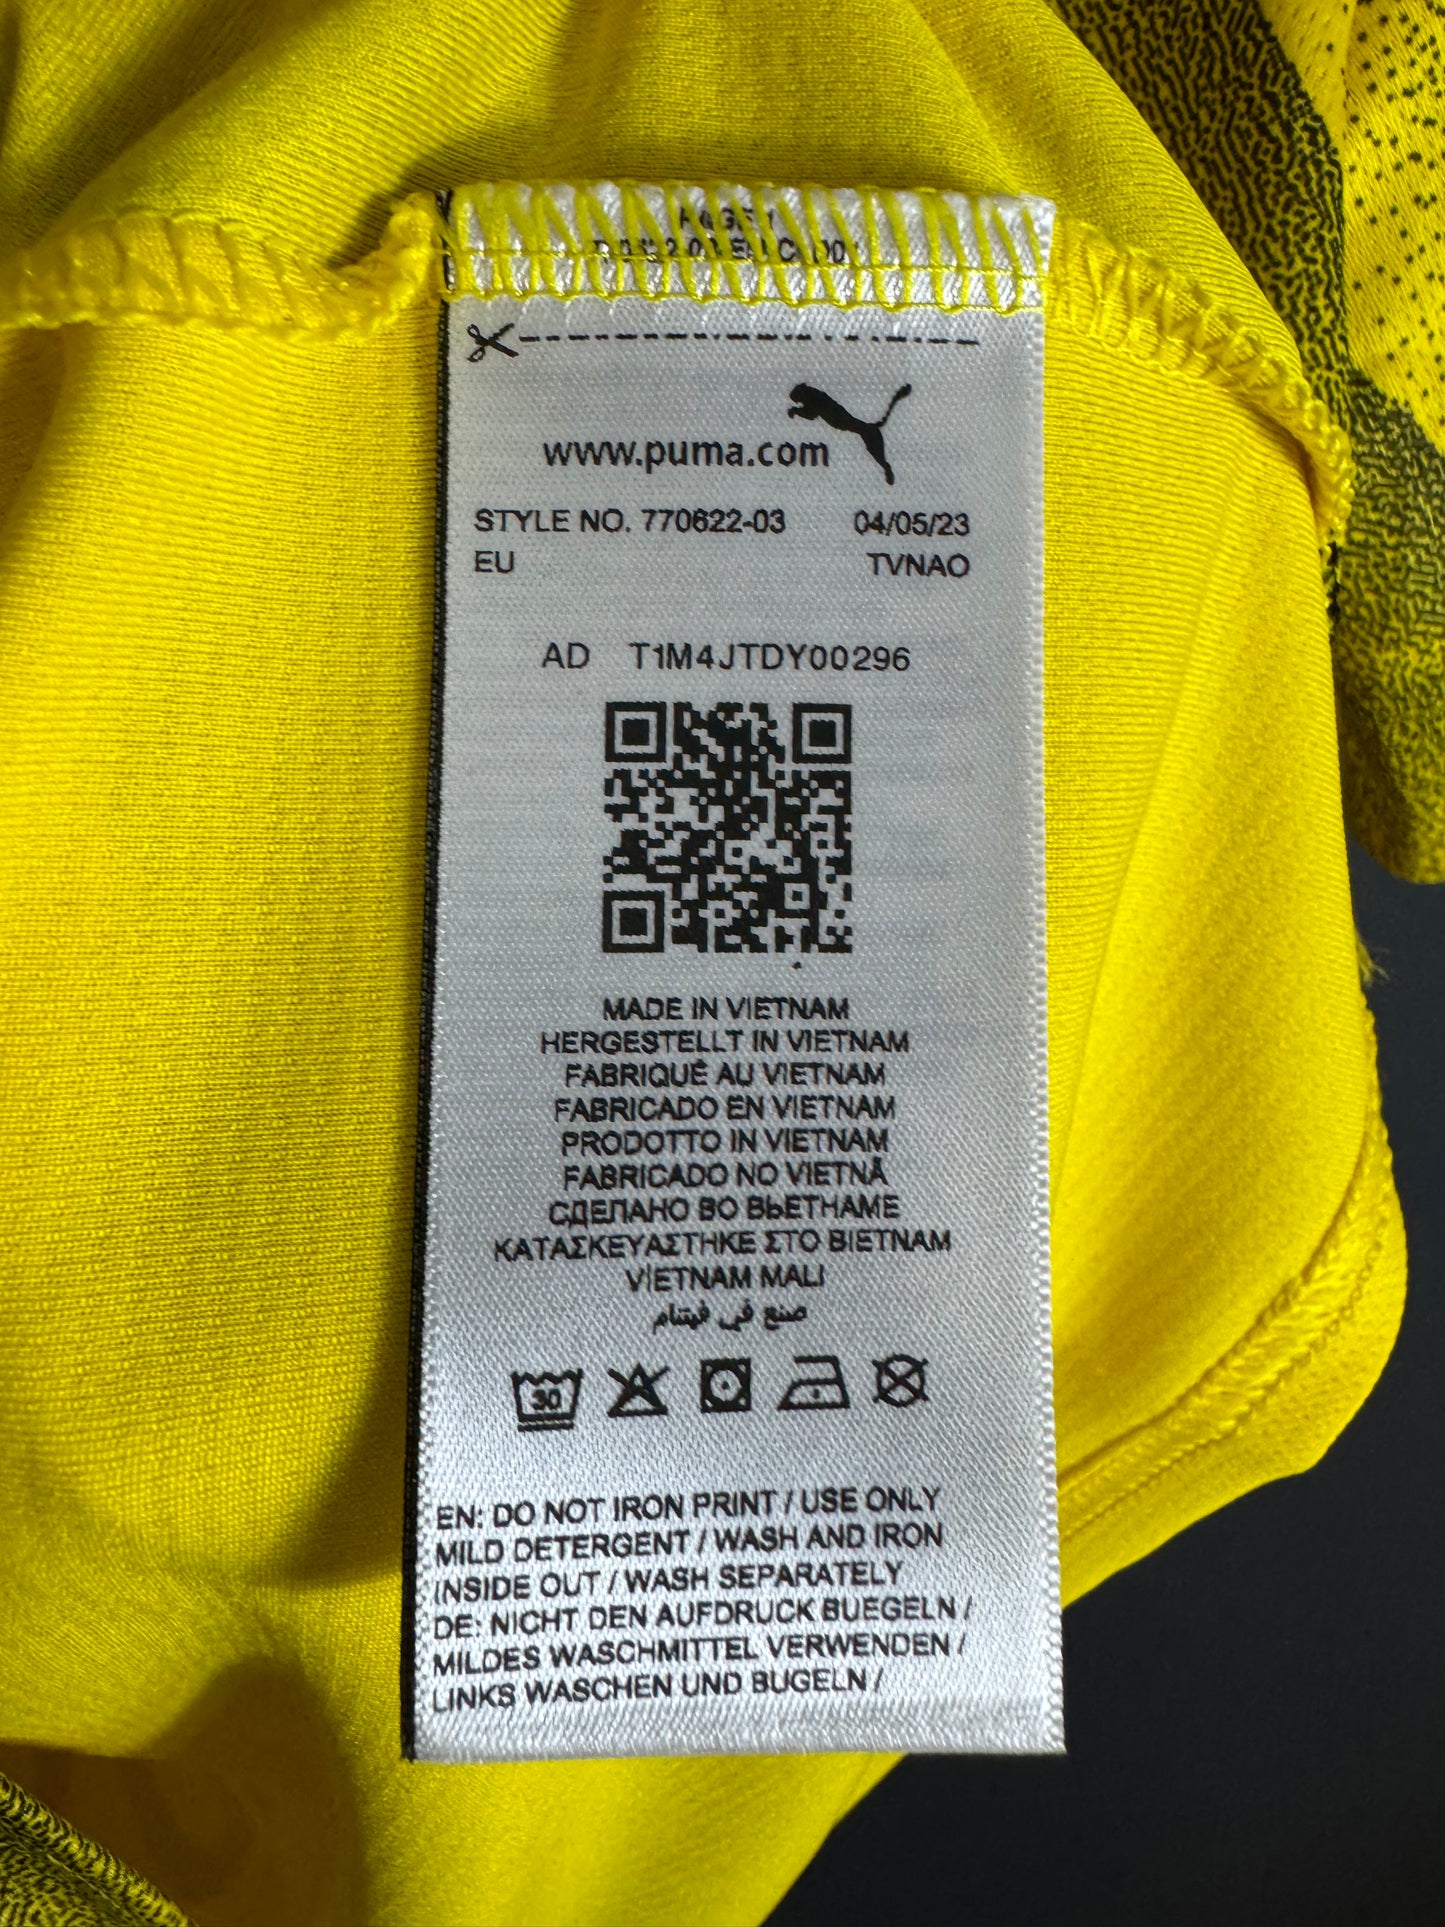 www.puma.com
STYLE NO. 770622-03 04/05/23
EU TVNAO
AD T1M4JTDY00296
MADE IN VIETNAM
HERGESTELLT IN VIETNAM
FABRIQUÉ AU VIETNAM
FABRICADO EN VIETNAM
PRODOTTO IN VIETNAM
FABRICADO NO VIETNÃ
СДЕЛАНО ВО ВЬЕТНАМЕ
ΚΑΤΑΣΚΕΥΑΣΤΗΚΕ ΣΤΟ ΒΙΕΤΝΑΜ
VIETNAM MALI
صنع في فيتنام
30
EN: DO NOT IRON PRINT / USE ONLY
MILD DETERGENT / WASH AND IRON
INSIDE OUT / WASH SEPARATELY
DE: NICHT DEN AUFDRUCK BUEGELN /
MILDES WASCHMITTEL VERWENDEN /
LINKS WASCHEN UND BUGELN /